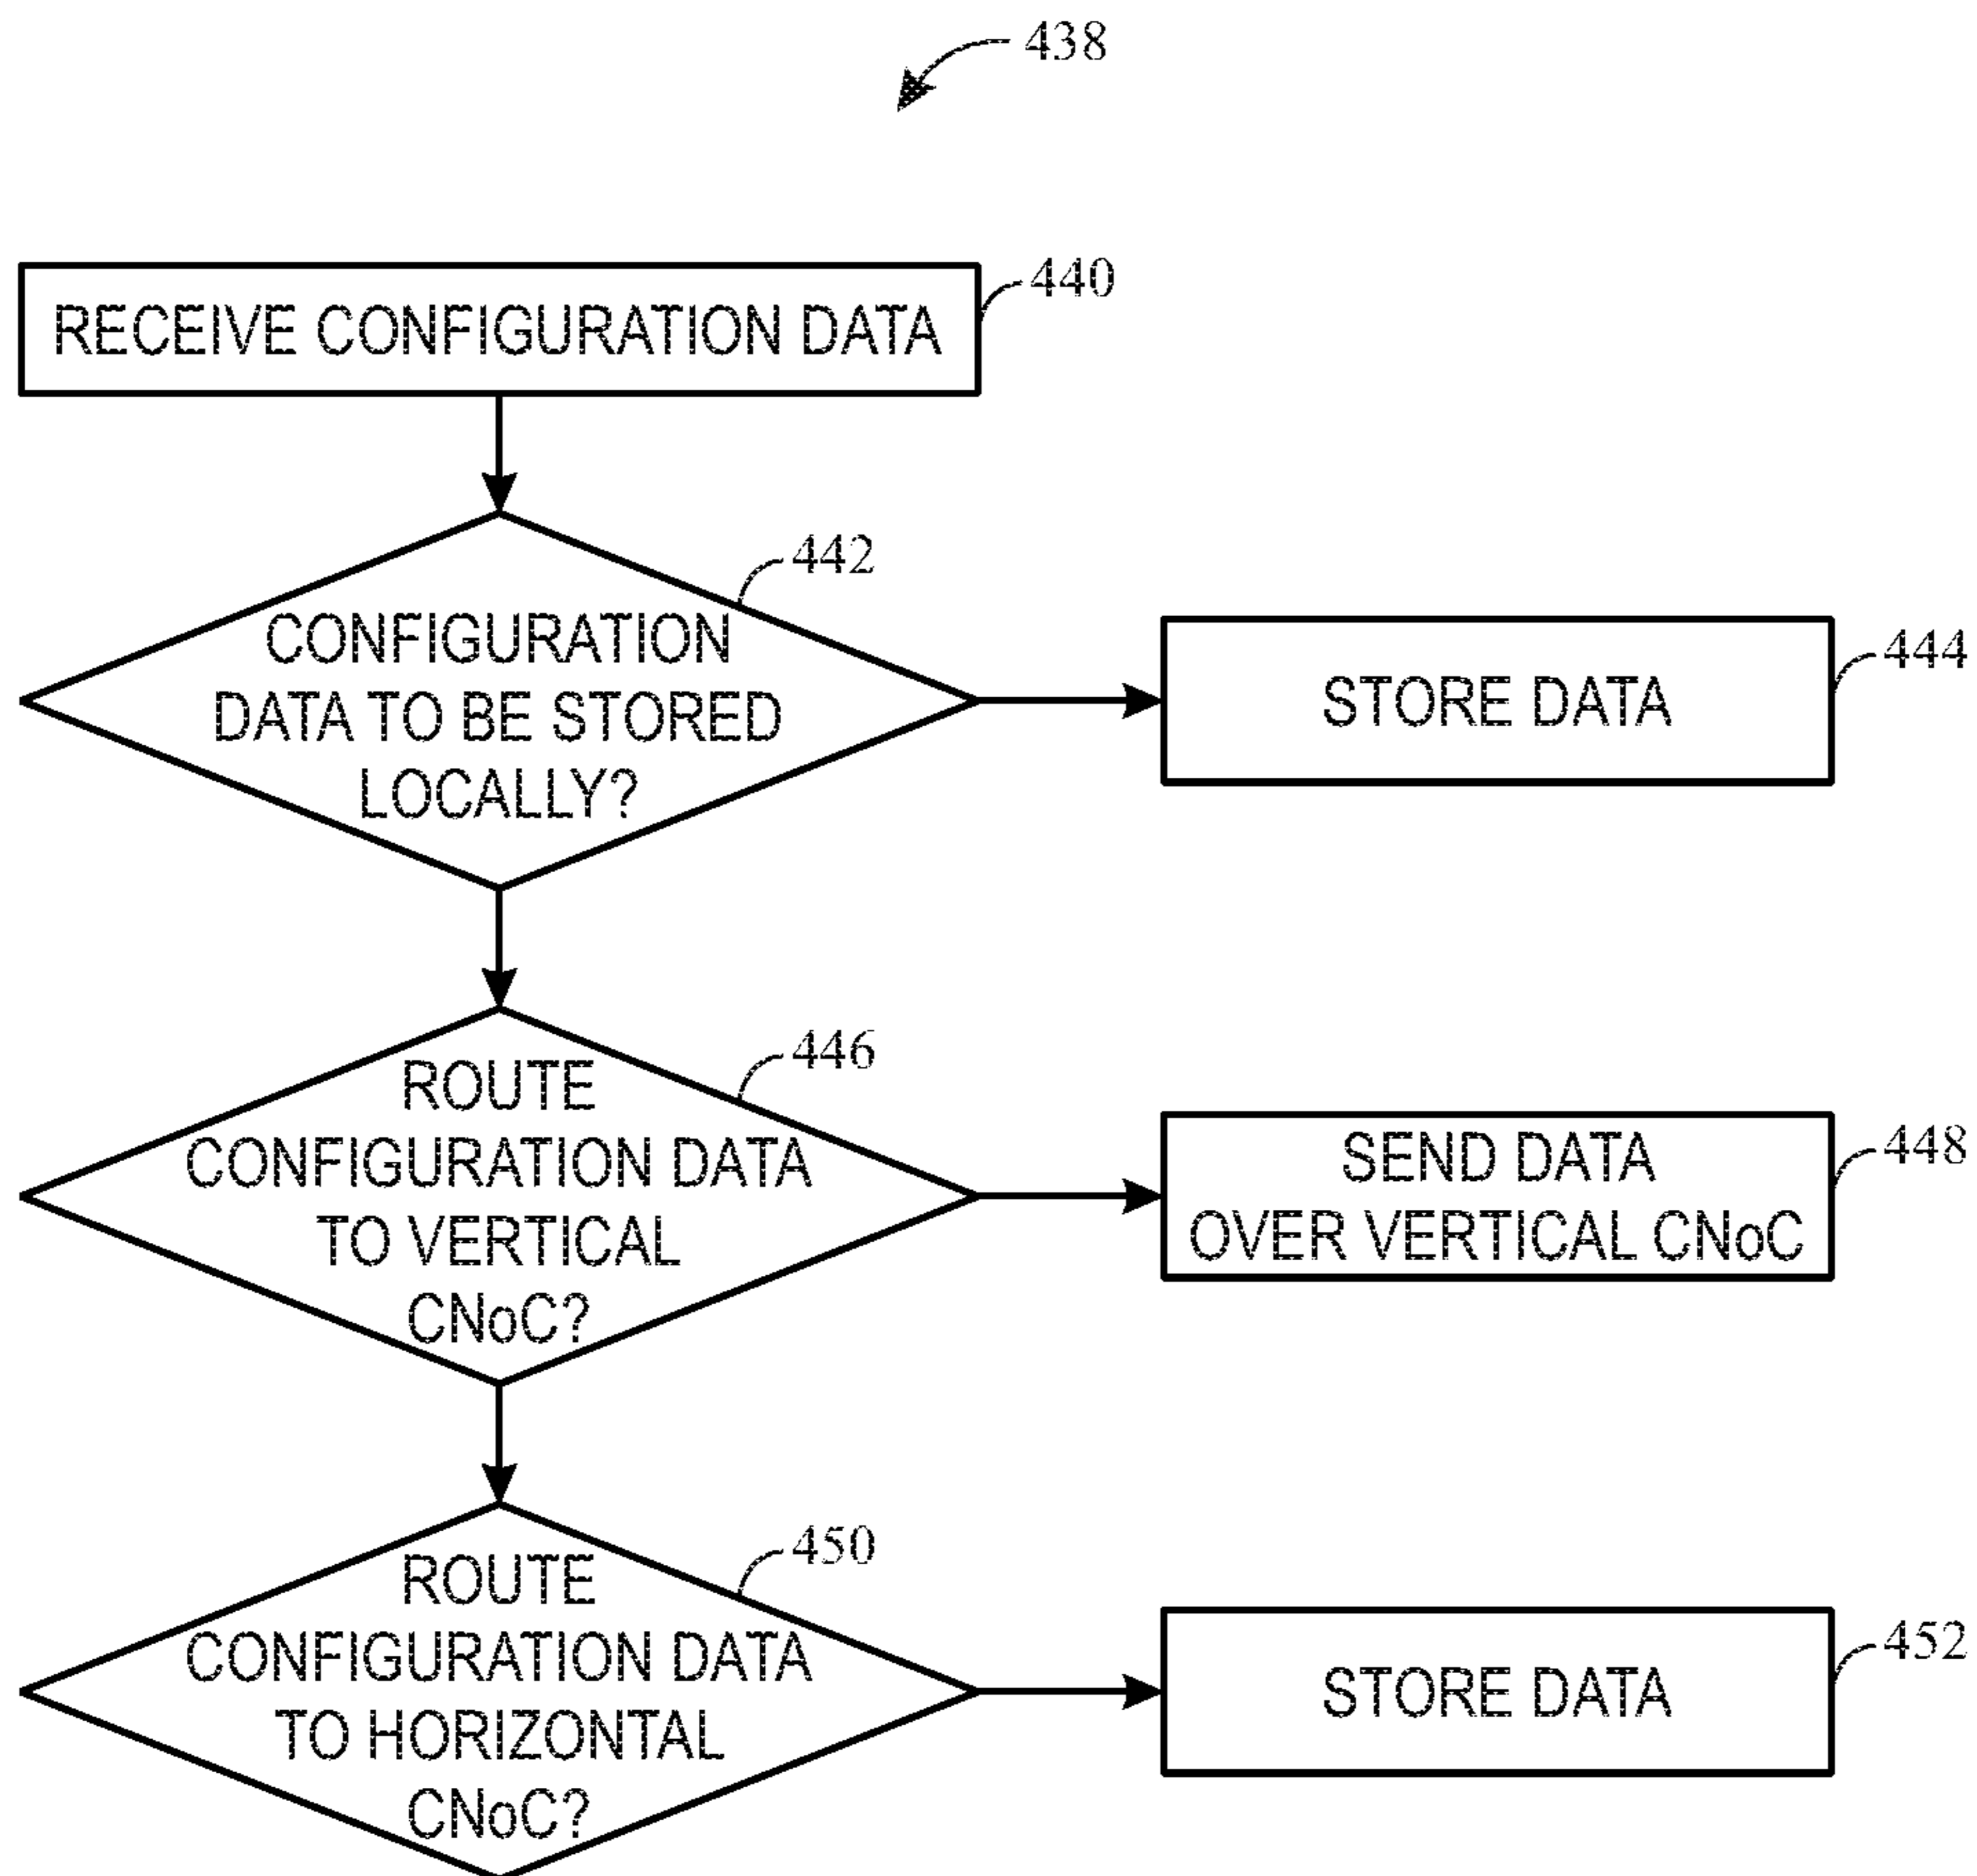 438
RECEIVE CONFIGURATION DATA
440
442
CONFIGURATION
DATA TO BE STORED
LOCALLY?
STORE DATA
444
446
ROUTE
CONFIGURATION DATA
TO VERTICAL
CNoC?
SEND DATA
OVER VERTICAL CNoC
448
450
ROUTE
CONFIGURATION DATA
TO HORIZONTAL
CNoC?
STORE DATA
452